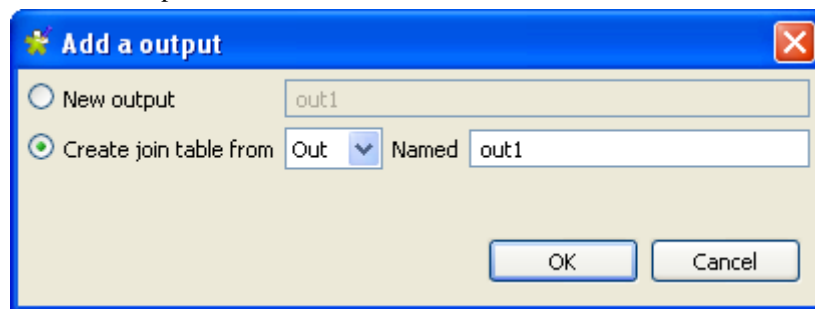 Add a output
New output out1
Create join table from Out Named out1
OK Cancel